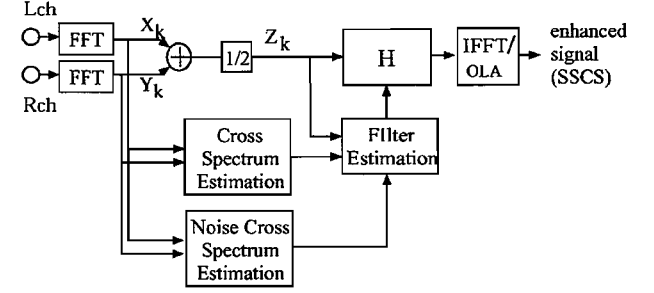 Lch
FFT
X k
Z k
1/2
H
IFFT/
OLA
enhanced
signal
(SSCS)
FFT
Y k
Rch
Cross
Spectrum
Estimation
FIlter
Estimation
Noise Cross
Spectrum
Estimation